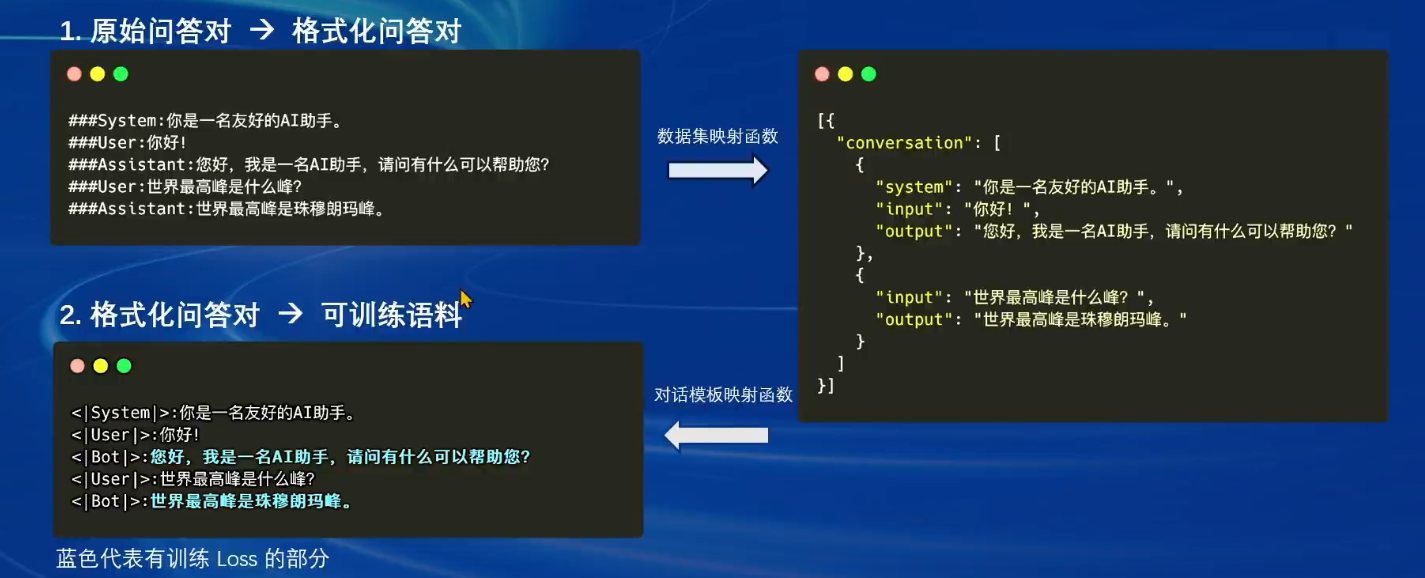 1. 原始问答对 → 格式化问答对
###System:你是一名友好的AI助手。
###User:你好!
###Assistant:您好，我是一名AI助手，请问有什么可以帮助您?
###User:世界最高峰是什么峰?
###Assistant:世界最高峰是珠穆朗玛峰。
数据集映射函数
[{
"conversation": [
{
"system": "你是一名友好的AI助手。",
"input": "你好! ",
"output": "您好，我是一名AI助手，请问有什么可以帮助您? "
},
{
"input": "世界最高峰是什么峰? ",
"output": "世界最高峰是珠穆朗玛峰。"
}
]
}]
2. 格式化问答对 → 可训练语料
对话模板映射函数
<|System|>:你是一名友好的AI助手。
<|User|>:你好!
<|Bot|>:您好，我是一名AI助手，请问有什么可以帮助您?
<|User|>:世界最高峰是什么峰?
<|Bot|>:世界最高峰是珠穆朗玛峰。
蓝色代表有训练 Loss 的部分